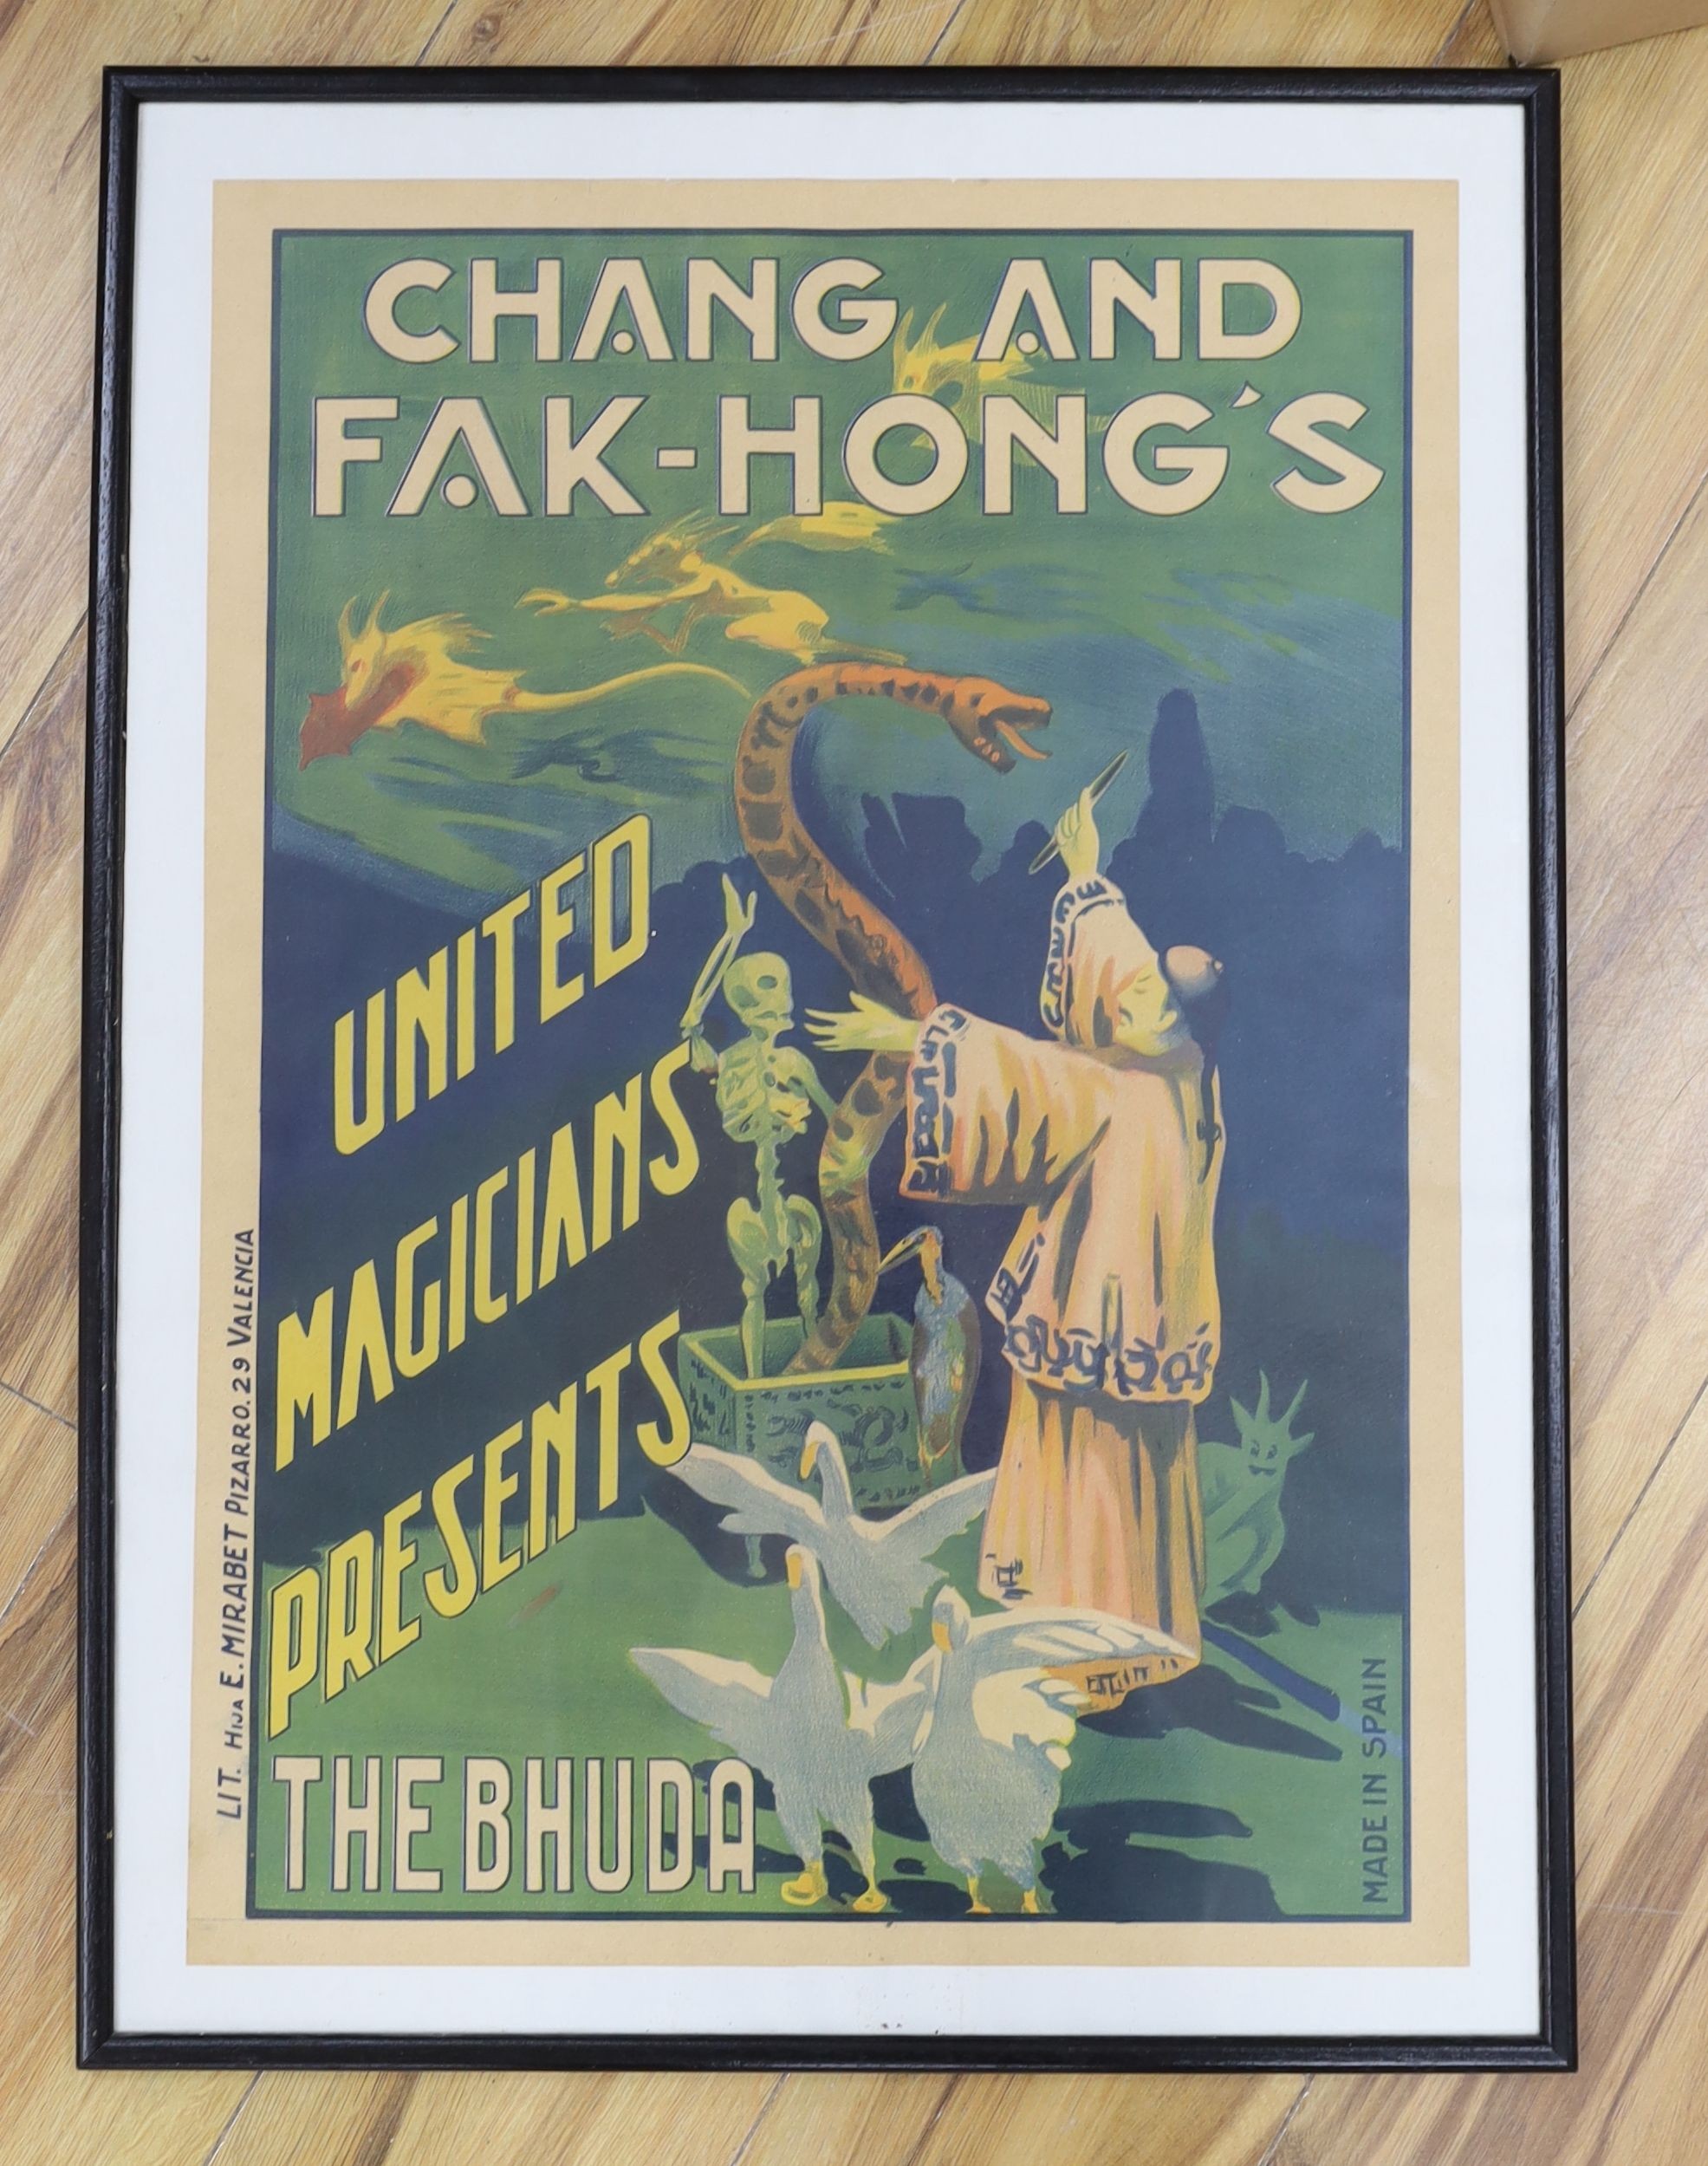 CHANG AND
FAK-HONG'S
UNITED
MAGICIANS
PRESENTS
THE BHUDA
LIT. HIJA E. MIRABET PIZARRO. 29 VALENCIA
MADE IN SPAIN